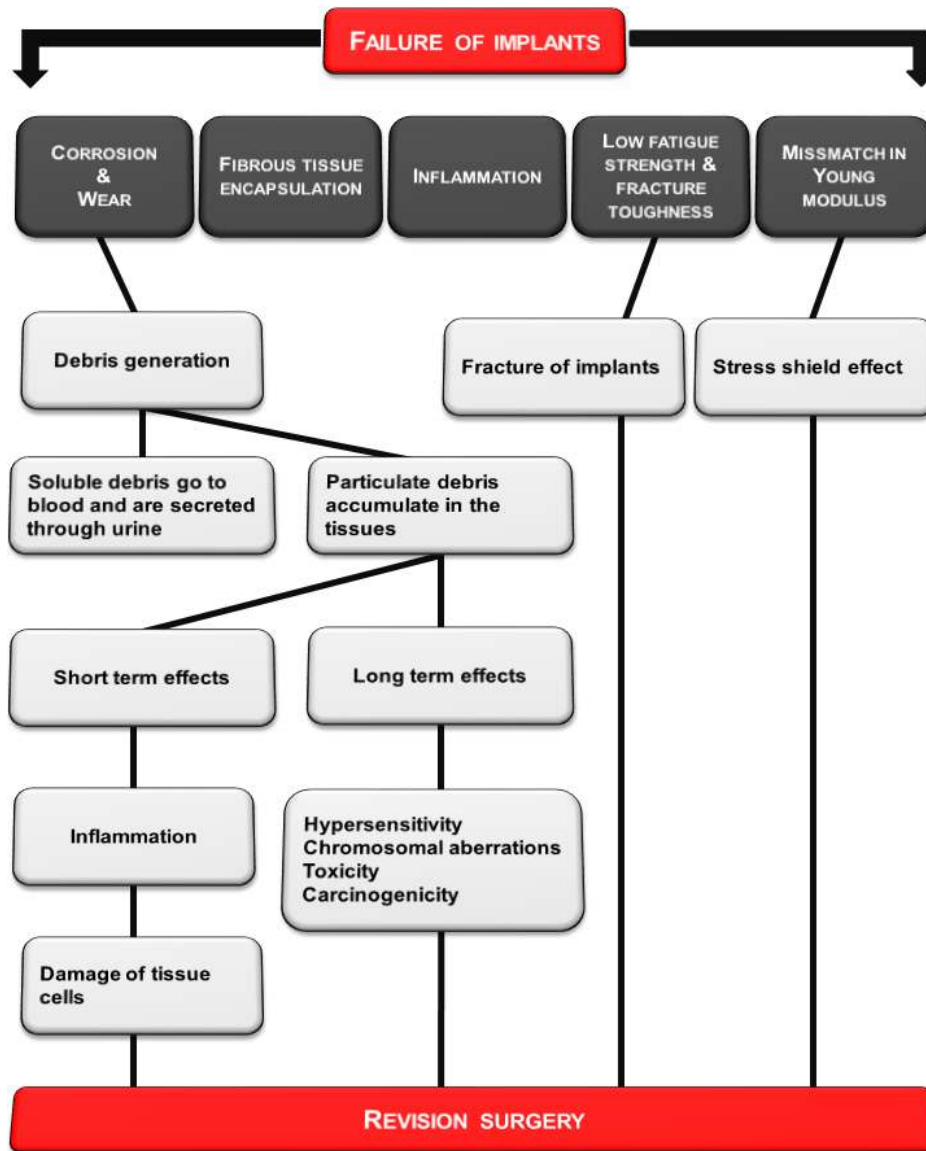 FAILURE OF IMPLANTS
CORROSION
&
WEAR
FIBROUS TISSUE
ENCAPSULATION
INFLAMMATION
LOW FATIGUE
STRENGTH &
FRACTURE
TOUGHNESS
MISSMATCH IN
YOUNG
MODULUS
Debris generation
Fracture of implants
Stress shield effect
Soluble debris go to
blood and are secreted
through urine
Particulate debris
accumulate in the
tissues
Short term effects
Long term effects
Inflammation
Hypersensitivity
Chromosomal aberrations
Toxicity
Carcinogenicity
Damage of tissue
cells
REVISION SURGERY